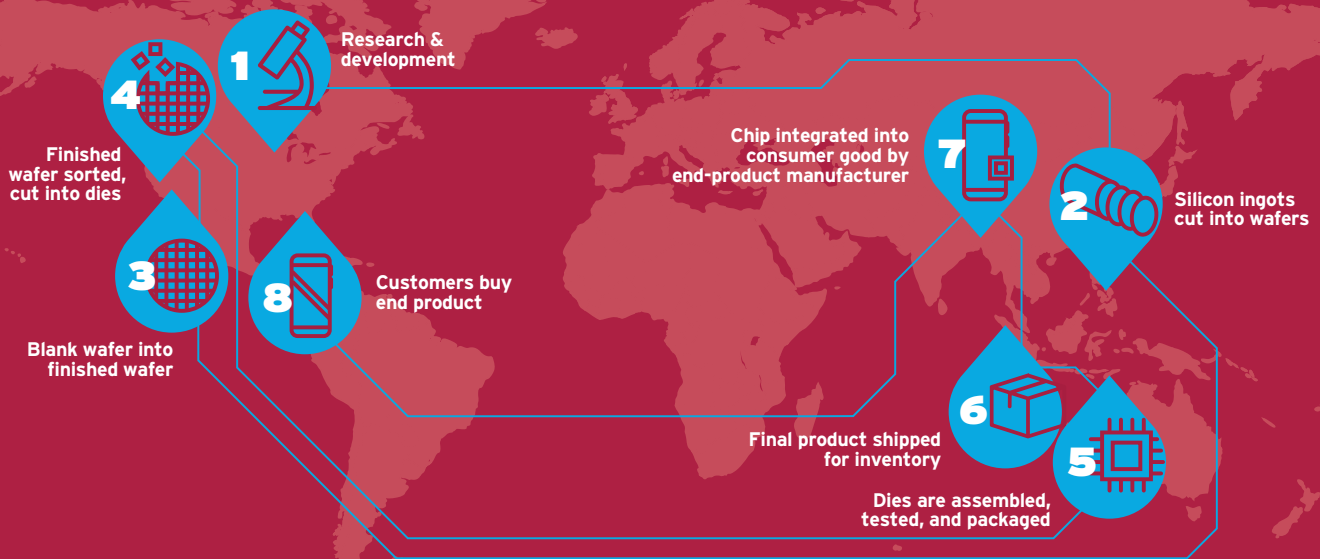 1
Research &
development
2
Silicon ingots
cut into wafers
3
Blank wafer into
finished wafer
4
Finished
wafer sorted,
cut into dies
5
Dies are assembled,
tested, and packaged
6
Final product shipped
for inventory
7
Chip integrated into
consumer good by
end-product manufacturer
8
Customers buy
end product